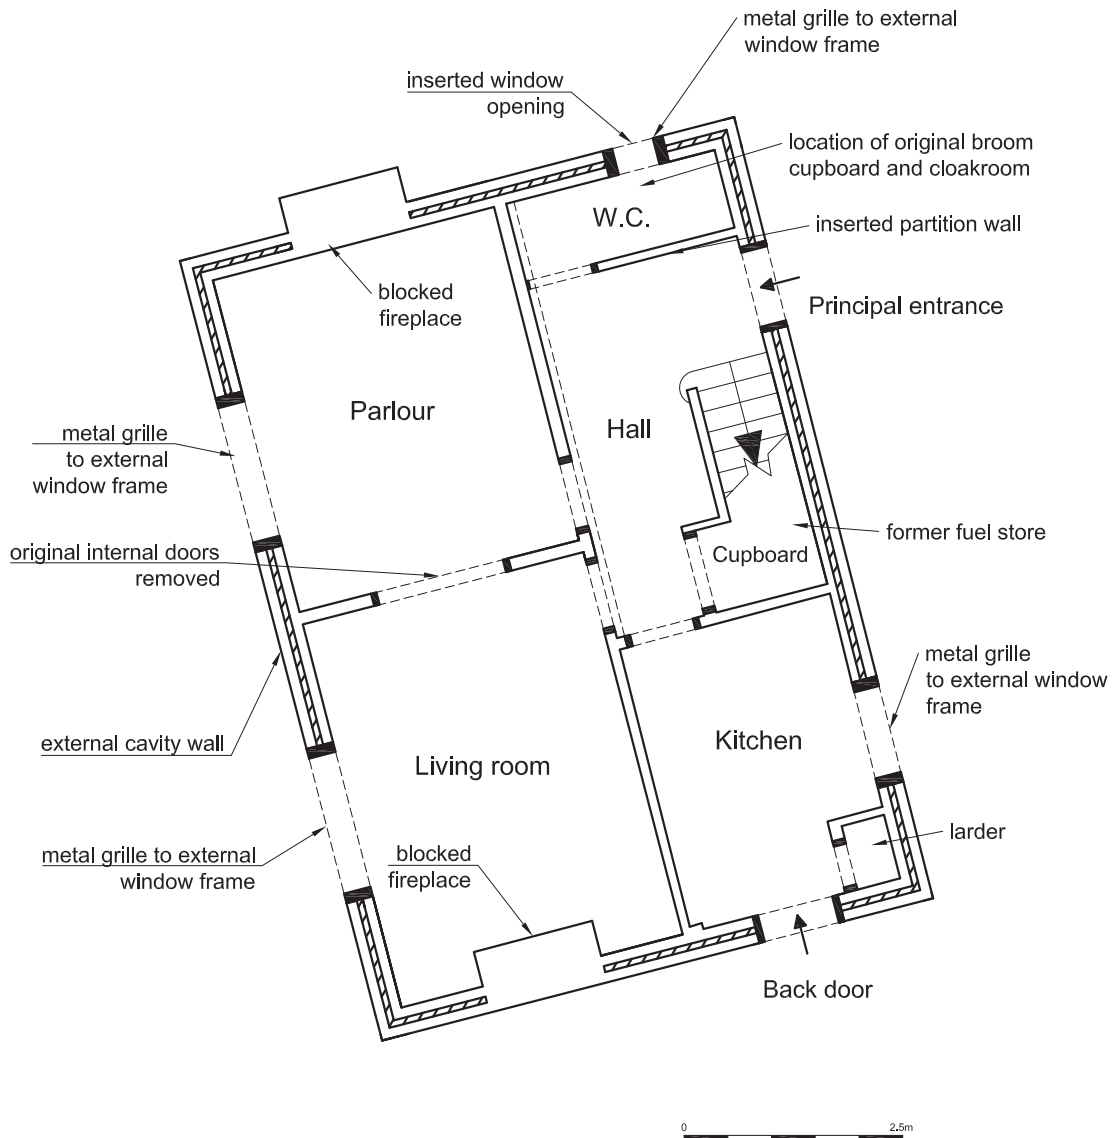 metal grille to external
window frame
inserted window
opening
location of original broom
cupboard and cloakroom
W.C.
inserted partition wall
blocked
fireplace
Principal entrance
Parlour
Hall
metal grille
to external
window frame
original internal doors
removed
former fuel store
Cupboard
metal grille
to external window
frame
external cavity wall
Kitchen
Living room
larder
metal grille to external
window frame
blocked
fireplace
Back door
0
2.5m